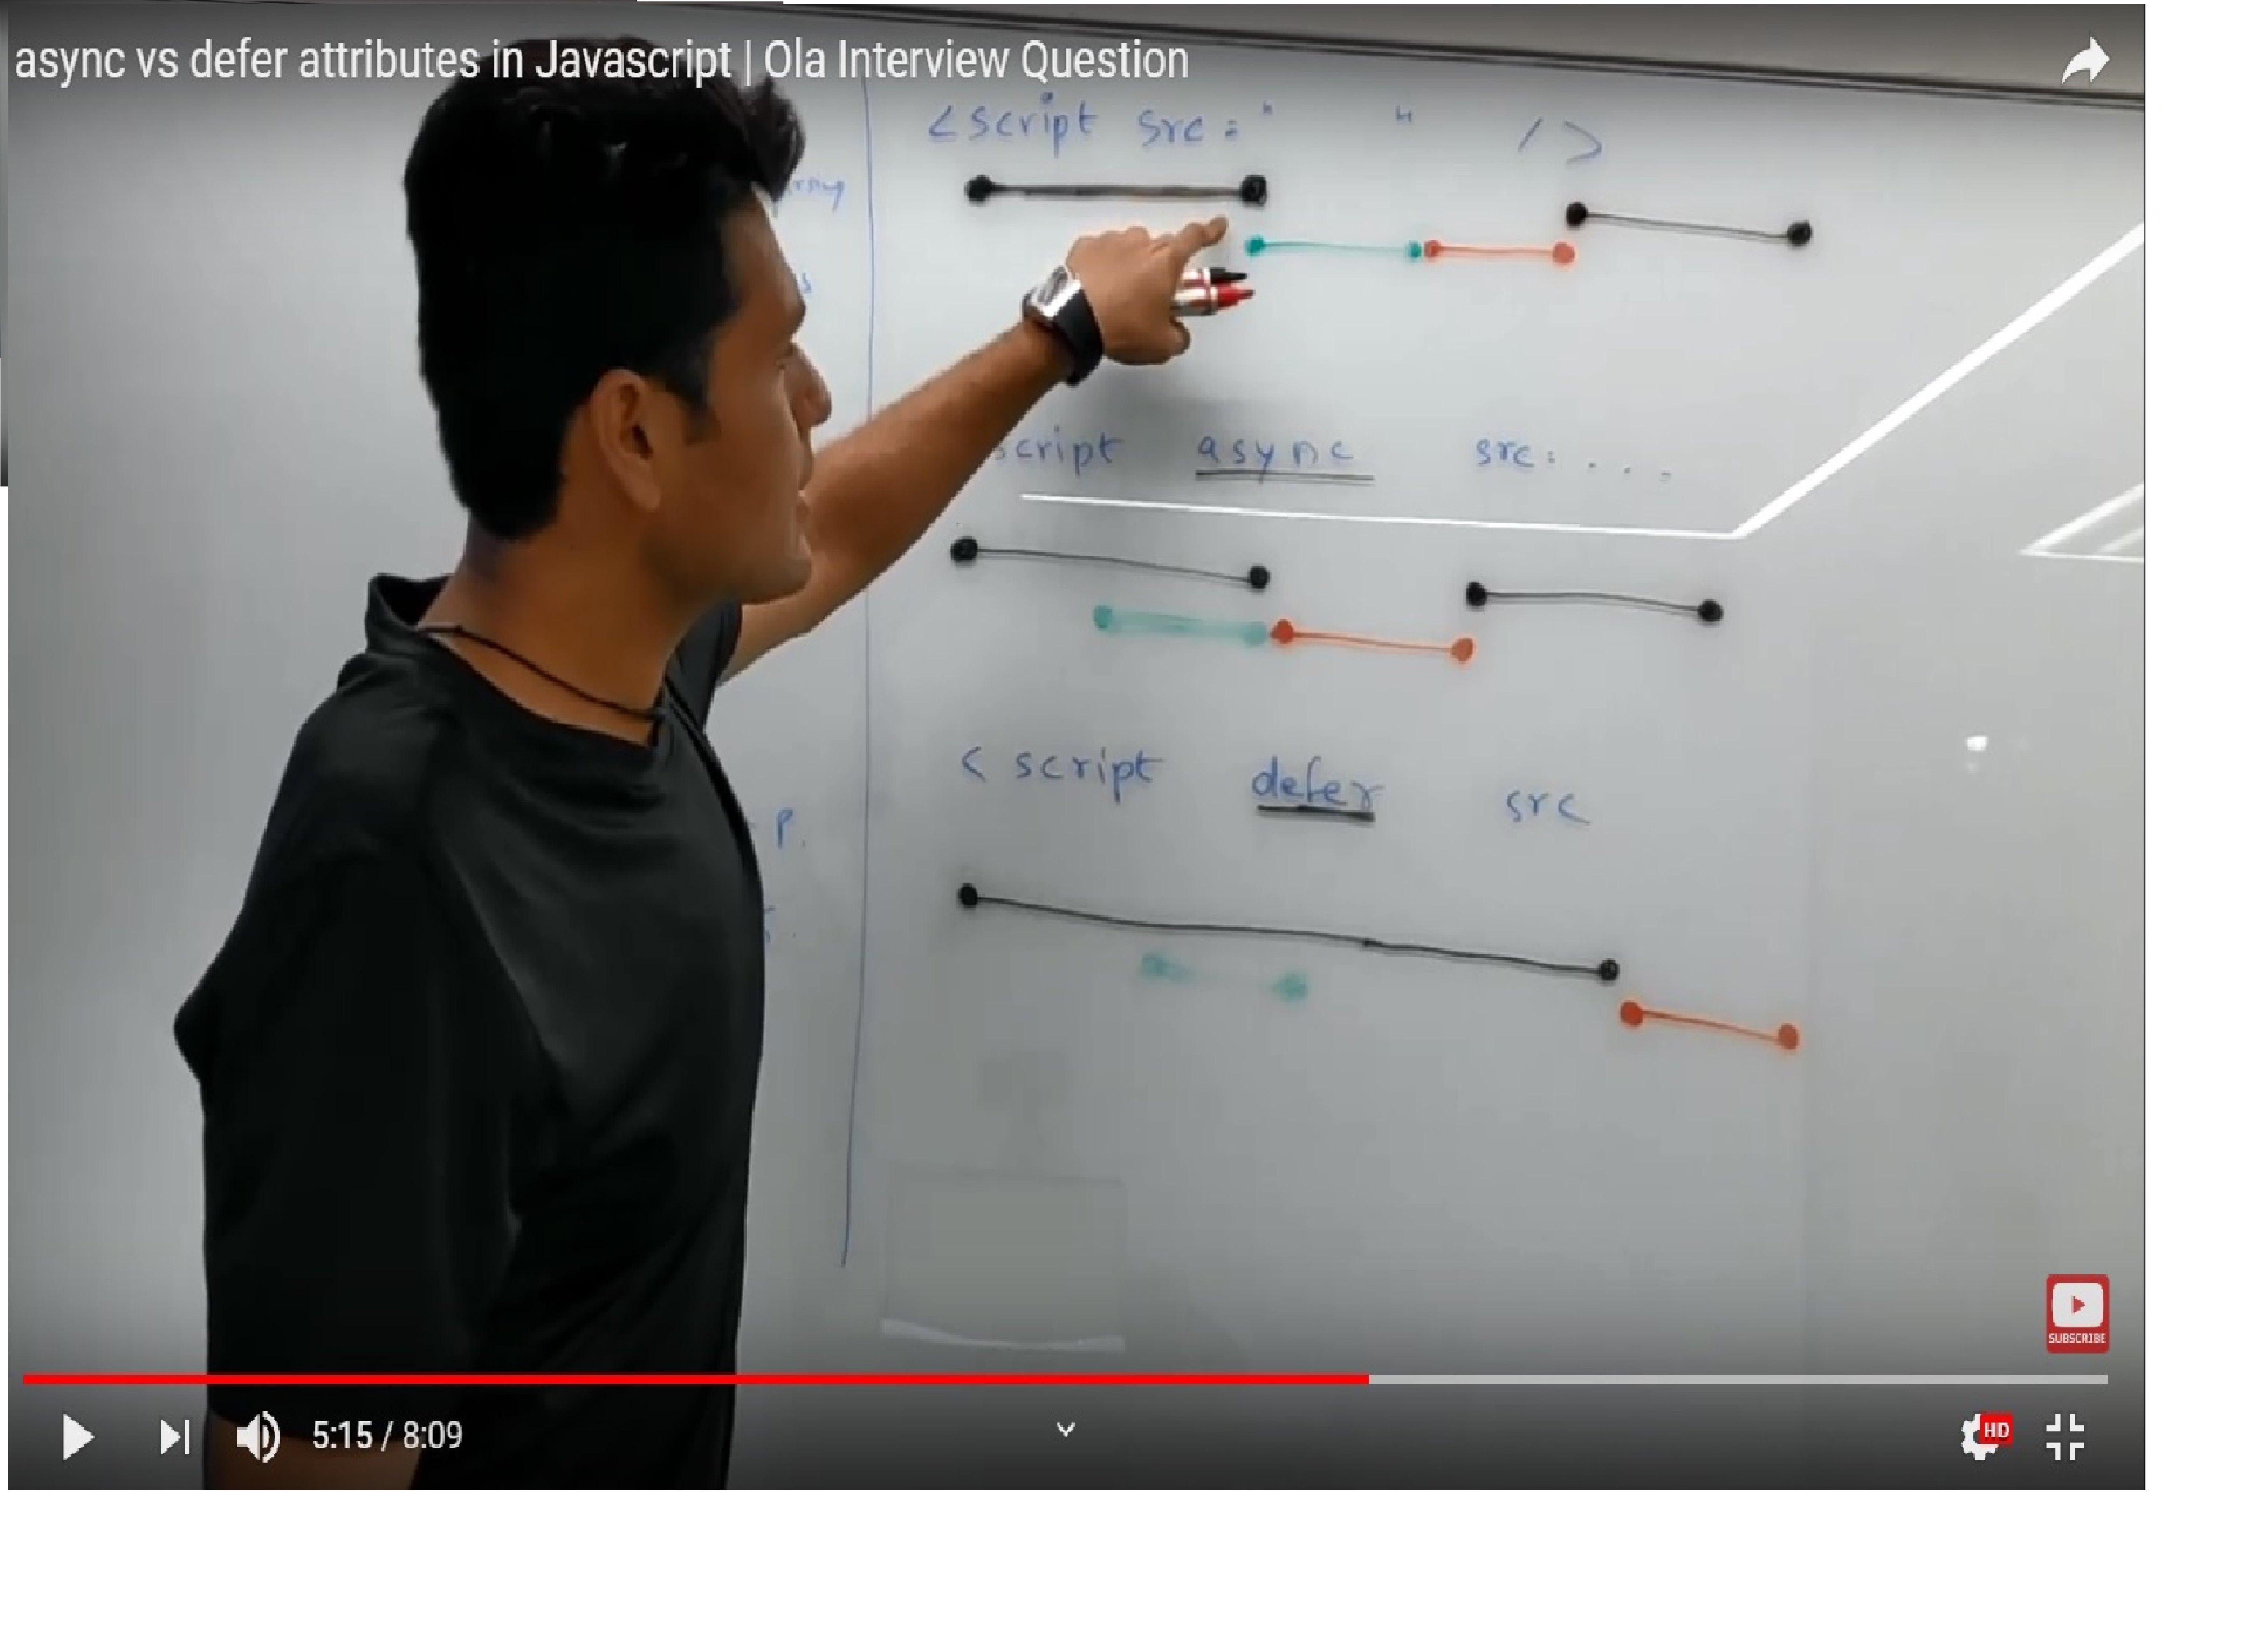 async vs defer attributes in Javascript | Ola Interview Question
<script src=" " />
script async src: ...
< script defer src
P.
SUBSCRIBE
5:15 / 8:09
HD